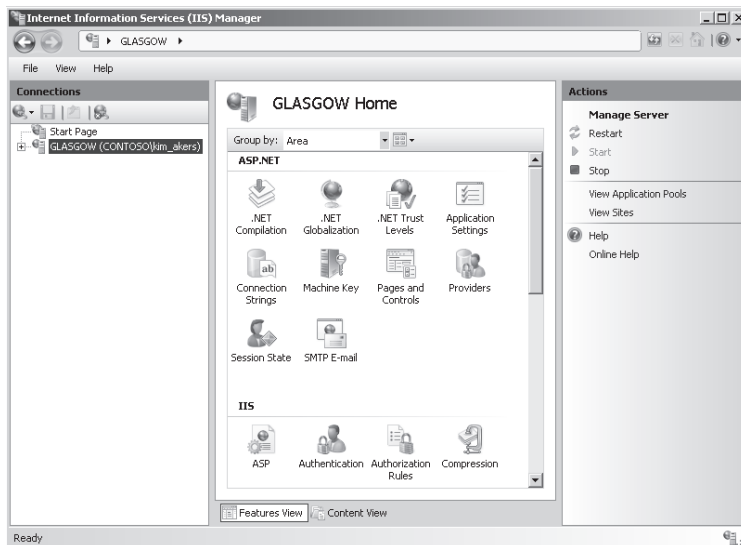 Internet Information Services (IIS) Manager
GLASGOW
File View Help
Connections
Start Page
GLASGOW (CONTOSO\kim_akers)
GLASGOW Home
Group by: Area
ASP.NET
.NET Compilation
.NET Globalization
.NET Trust Levels
Application Settings
ab
Connection Strings
Machine Key
Pages and Controls
Providers
Session State
SMTP E-mail
IIS
ASP
Authentication
Authorization Rules
Compression
Features View
Content View
Actions
Manage Server
Restart
Start
Stop
View Application Pools
View Sites
Help
Online Help
Ready